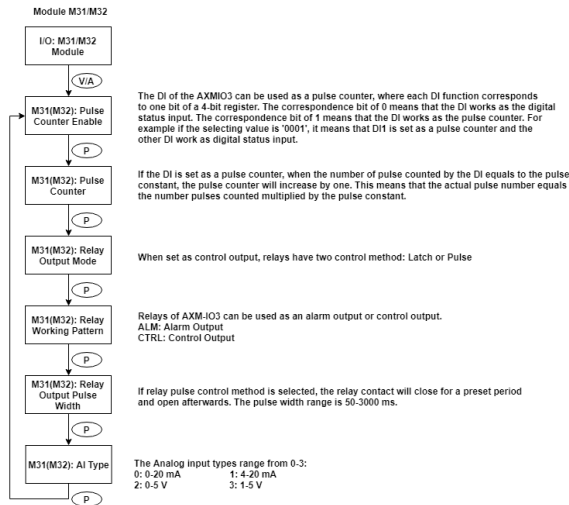 Module M31/M32
I/O: M31/M32
Module
V/A
M31(M32): Pulse
Counter Enable
The DI of the AXMIO3 can be used as a pulse counter, where each DI function corresponds
to one bit of a 4-bit register. The correspondence bit of 0 means that the DI works as the digital
status input. The correspondence bit of 1 means that the DI works as the pulse counter. For
example if the selecting value is '0001', it means that DI1 is set as a pulse counter and the
other DI work as digital status input.
P
M31(M32): Pulse
Counter
If the DI is set as a pulse counter, when the number of pulse counted by the DI equals to the pulse
constant, the pulse counter will increase by one. This means that the actual pulse number equals
the number pulses counted multiplied by the pulse constant.
P
M31(M32): Relay
Output Mode
When set as control output, relays have two control method: Latch or Pulse
P
M31(M32): Relay
Working Pattern
Relays of AXM-IO3 can be used as an alarm output or control output.
ALM: Alarm Output
CTRL: Control Output
P
M31(M32): Relay
Output Pulse
Width
If relay pulse control method is selected, the relay contact will close for a preset period
and open afterwards. The pulse width range is 50-3000 ms.
P
M31(M32): AI Type
The Analog input types range from 0-3:
0: 0-20 mA 1: 4-20 mA
2: 0-5 V 3: 1-5 V
P